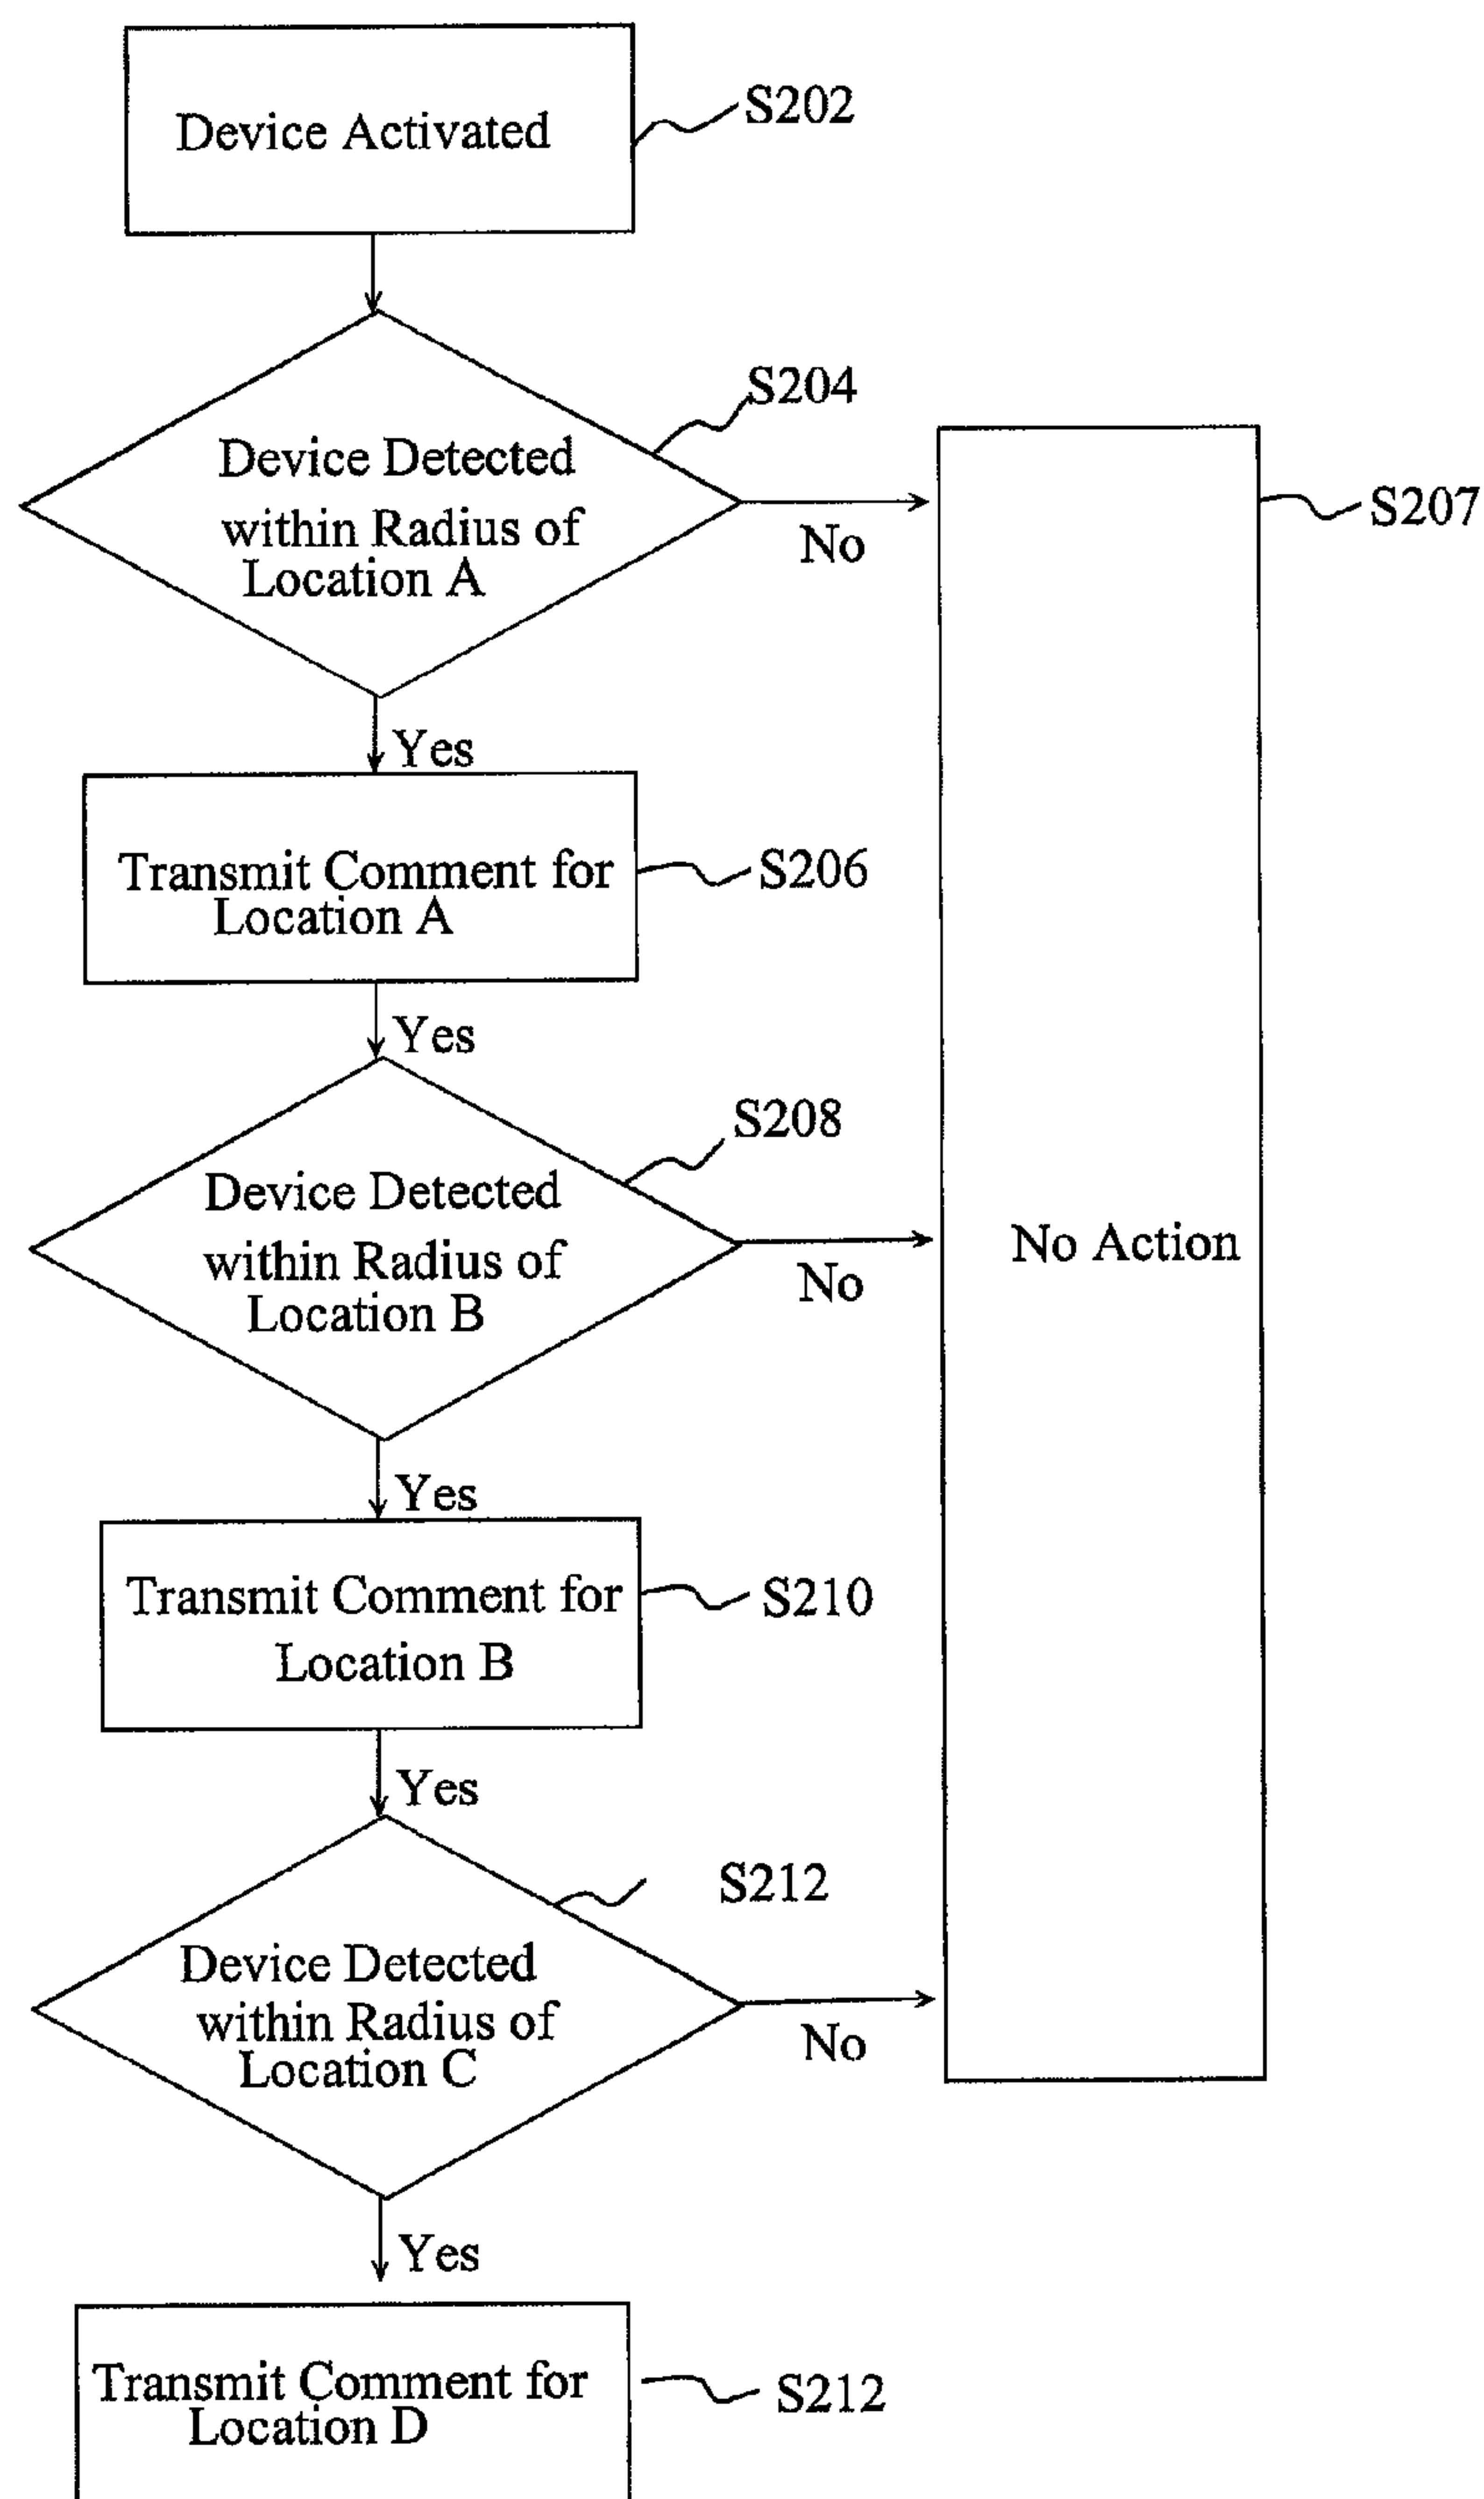 Device Activated
S202
S204
Device Detected
within Radius of
Location A
No
S207
Yes
Transmit Comment for
Location A
S206
Yes
S208
Device Detected
within Radius of
Location B
No
No Action
Yes
Transmit Comment for
Location B
S210
Yes
S212
Device Detected
within Radius of
Location C
No
Yes
Transmit Comment for
Location D
S212